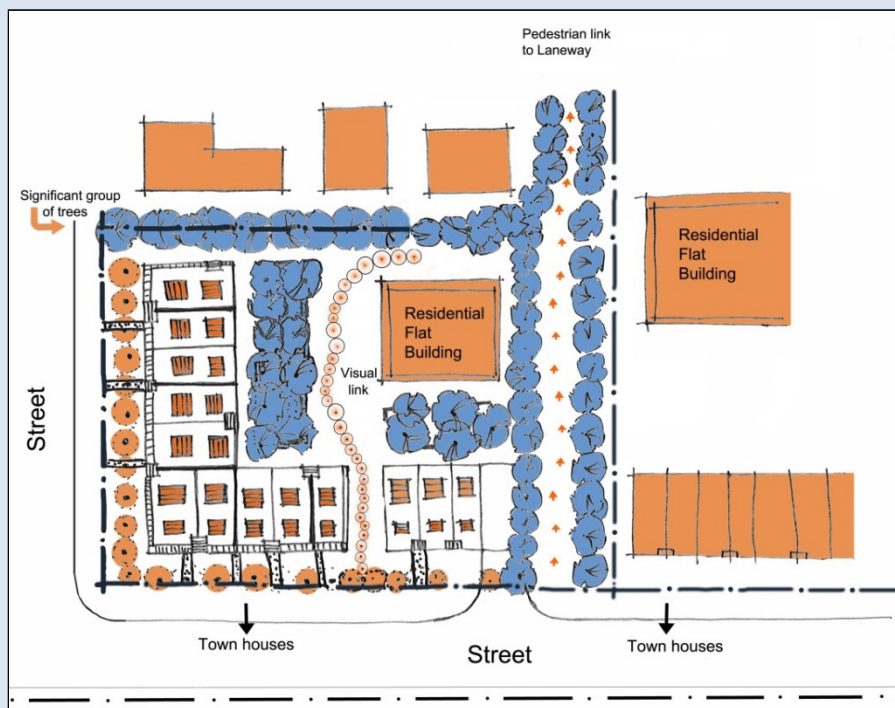 Pedestrian link
to Laneway
Significant group
of trees
Residential
Flat
Building
Residential
Flat
Building
Visual
link
Street
Town houses
Street
Town houses